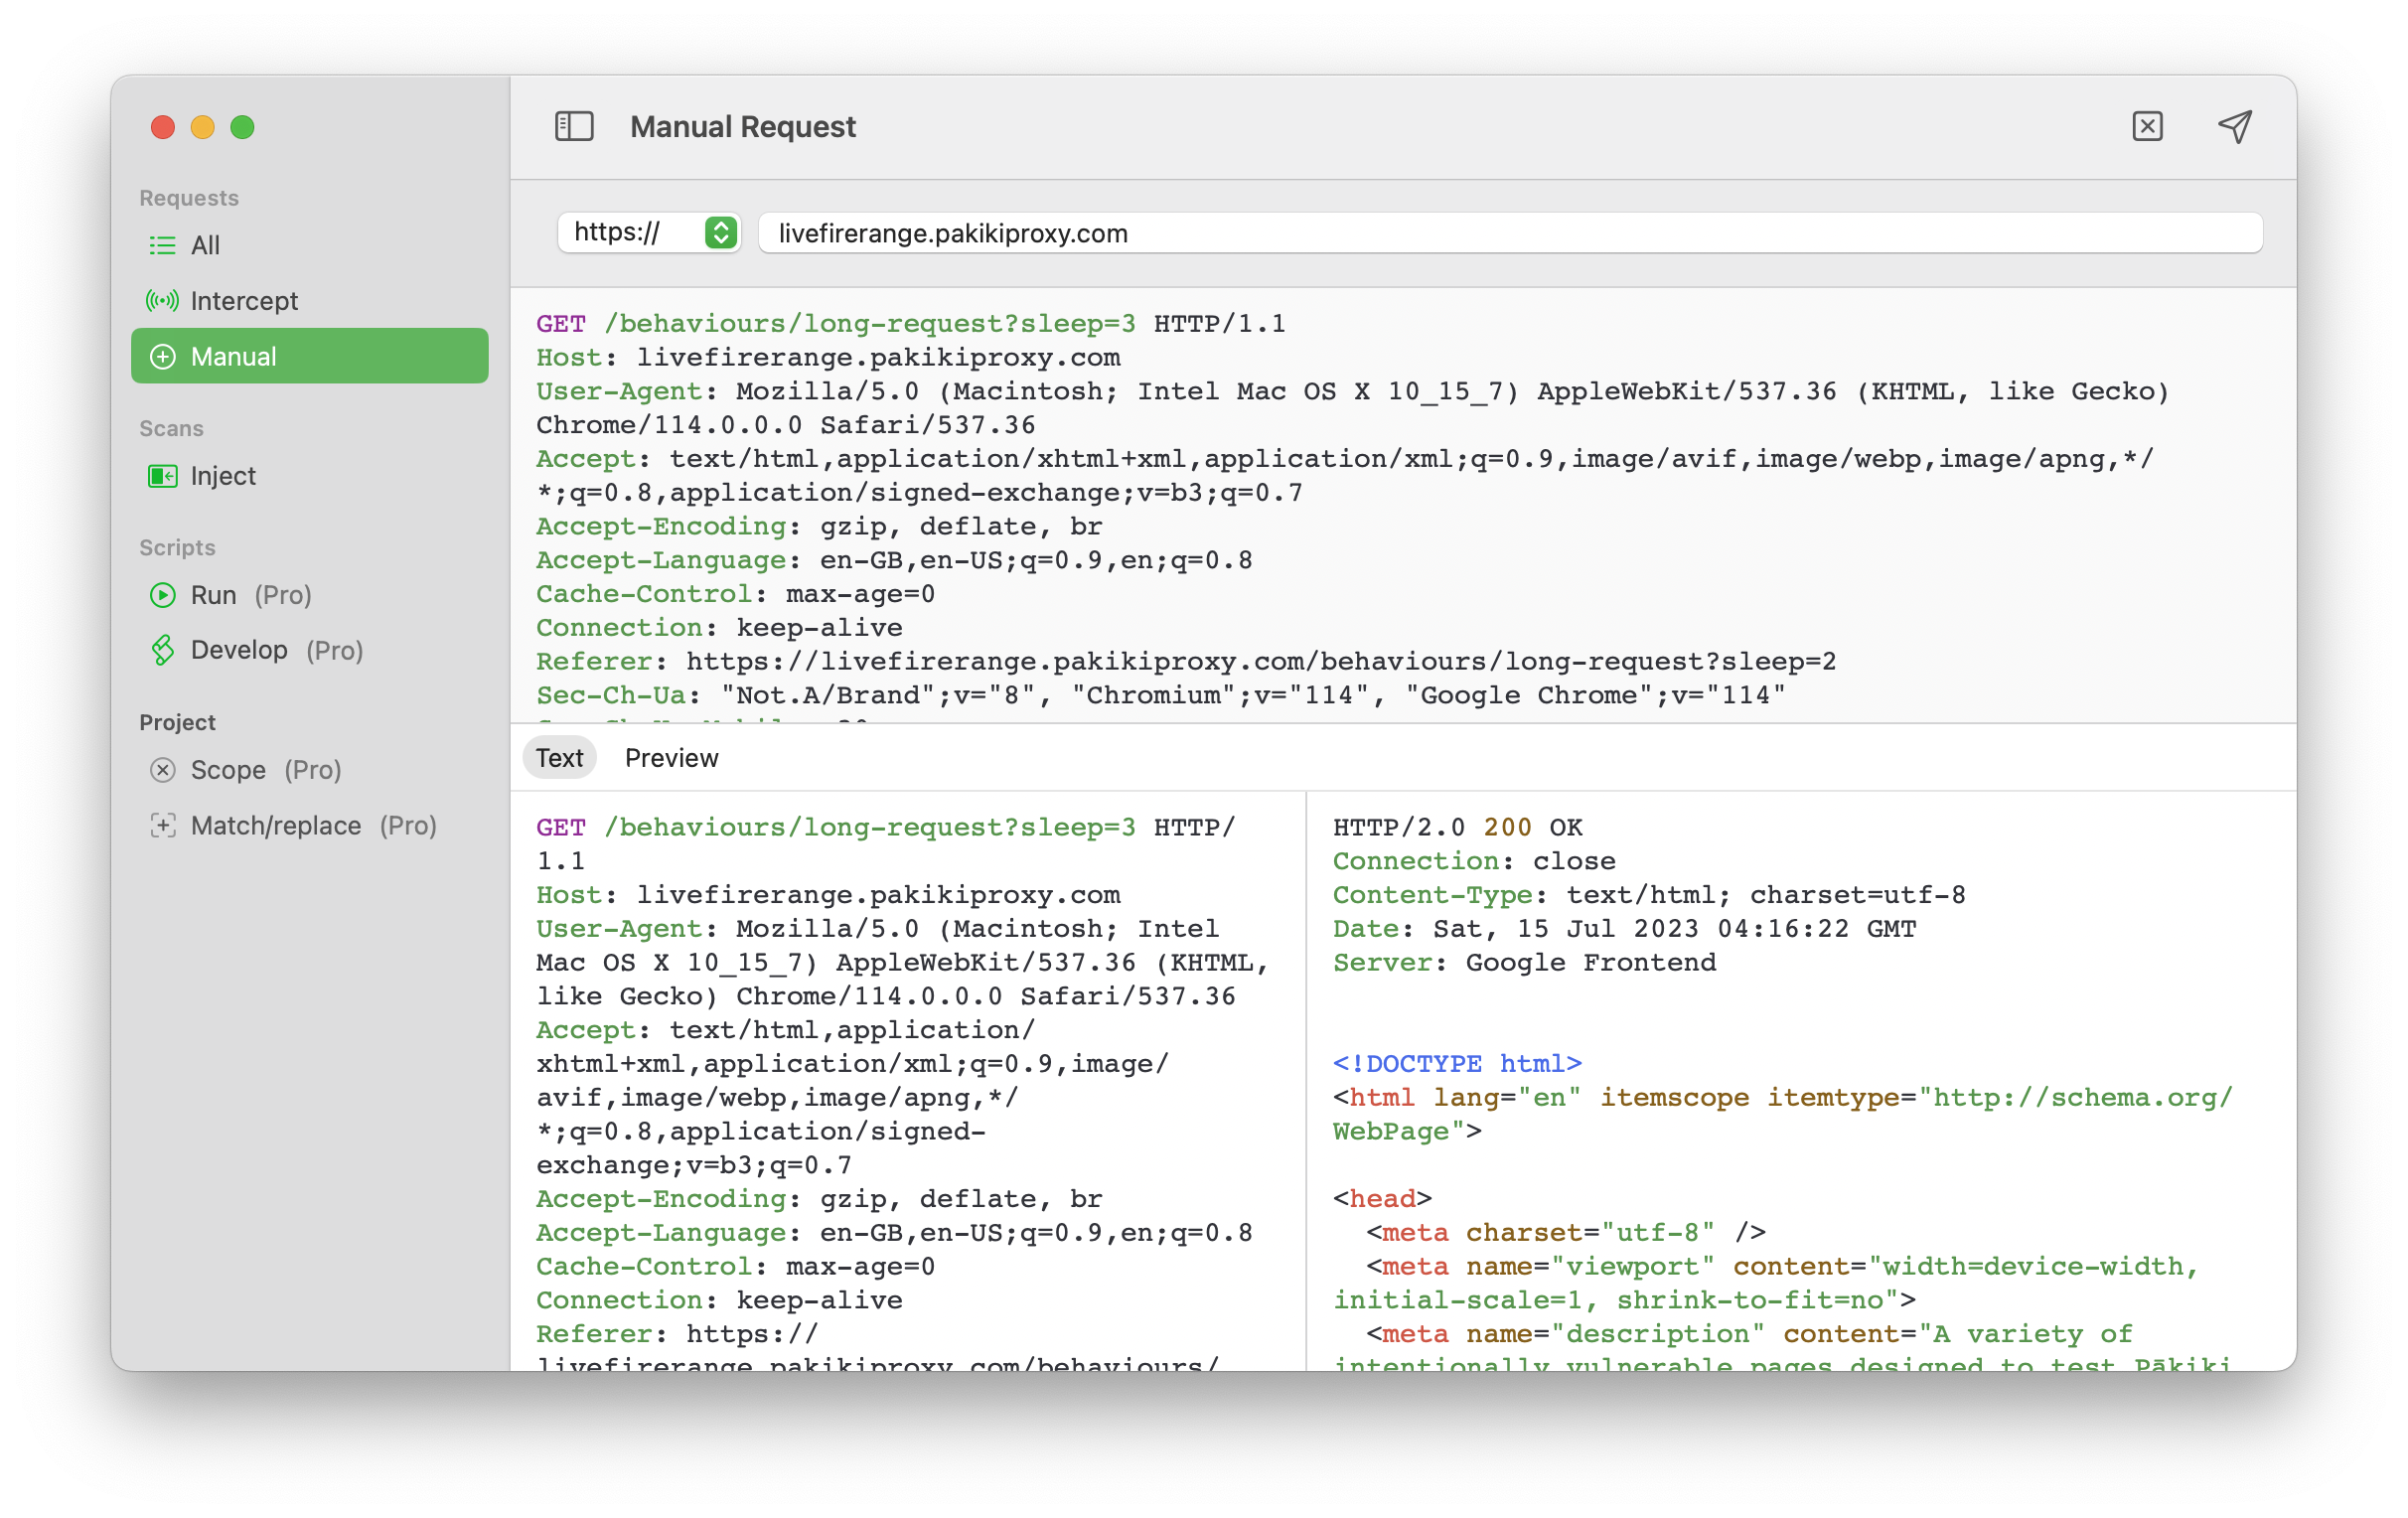 Requests
All
Intercept
Manual
Scans
Inject
Scripts
Run (Pro)
Develop (Pro)
Project
Scope (Pro)
Match/replace (Pro)
Manual Request
https://
livefirerange.pakikiproxy.com
GET /behaviours/long-request?sleep=3 HTTP/1.1
Host: livefirerange.pakikiproxy.com
User-Agent: Mozilla/5.0 (Macintosh; Intel Mac OS X 10_15_7) AppleWebKit/537.36 (KHTML, like Gecko)
Chrome/114.0.0.0 Safari/537.36
Accept: text/html,application/xhtml+xml,application/xml;q=0.9,image/avif,image/webp,image/apng,*/
*;q=0.8,application/signed-exchange;v=b3;q=0.7
Accept-Encoding: gzip, deflate, br
Accept-Language: en-GB,en-US;q=0.9,en;q=0.8
Cache-Control: max-age=0
Connection: keep-alive
Referer: https://livefirerange.pakikiproxy.com/behaviours/long-request?sleep=2
Sec-Ch-Ua: "Not.A/Brand";v="8", "Chromium";v="114", "Google Chrome";v="114"
Text
Preview
GET /behaviours/long-request?sleep=3 HTTP/
1.1
Host: livefirerange.pakikiproxy.com
User-Agent: Mozilla/5.0 (Macintosh; Intel
Mac OS X 10_15_7) AppleWebKit/537.36 (KHTML,
like Gecko) Chrome/114.0.0.0 Safari/537.36
Accept: text/html,application/
xhtml+xml,application/xml;q=0.9,image/
avif,image/webp,image/apng,*/
*;q=0.8,application/signed-
exchange;v=b3;q=0.7
Accept-Encoding: gzip, deflate, br
Accept-Language: en-GB,en-US;q=0.9,en;q=0.8
Cache-Control: max-age=0
Connection: keep-alive
Referer: https://
livefirerange.pakikiproxy.com/behaviours/
HTTP/2.0 200 OK
Connection: close
Content-Type: text/html; charset=utf-8
Date: Sat, 15 Jul 2023 04:16:22 GMT
Server: Google Frontend
<!DOCTYPE html>
<html lang="en" itemscope itemtype="http://schema.org/
WebPage">
<head>
<meta charset="utf-8" />
<meta name="viewport" content="width=device-width,
initial-scale=1, shrink-to-fit=no">
<meta name="description" content="A variety of
intentionally vulnerable pages designed to test Pākiki